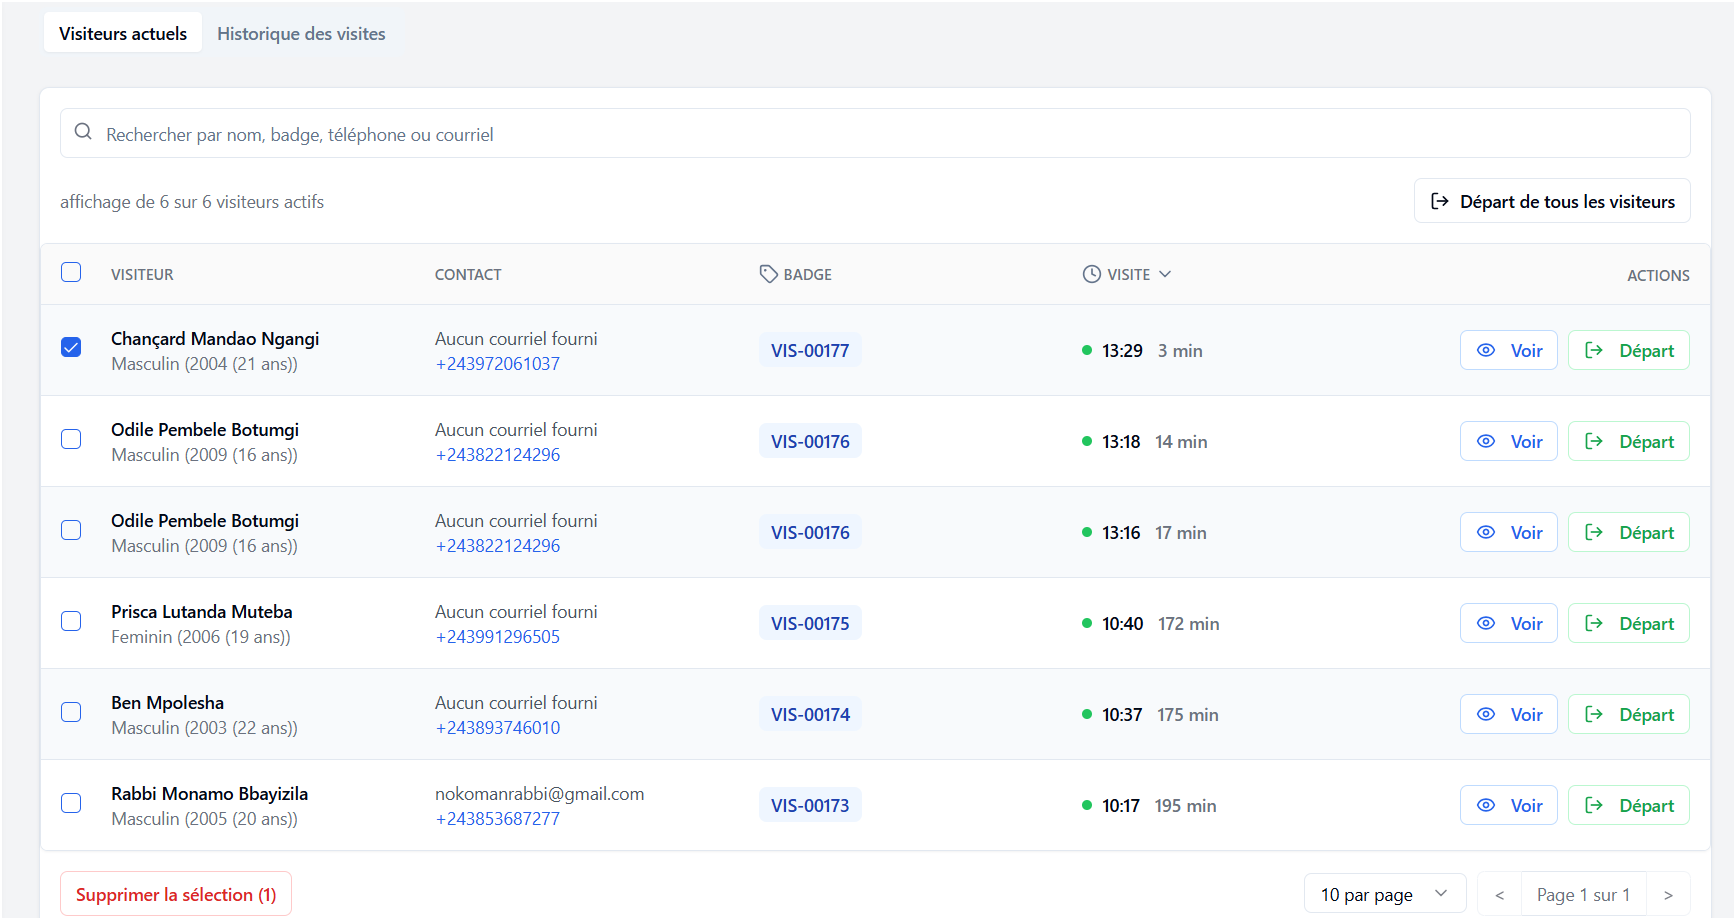 Visiteurs actuels Historique des visites
Rechercher par nom, badge, téléphone ou courriel
affichage de 6 sur 6 visiteurs actifs Départ de tous les visiteurs
VISITEUR CONTACT BADGE VISITE ACTIONS
Chançard Mandao Ngangi Aucun courriel fourni
Masculin (2004 (21 ans)) +243972061037 VIS-00177 13:29 3 min Voir Départ
Odile Pembele Botumgi Aucun courriel fourni
Masculin (2009 (16 ans)) +243822124296 VIS-00176 13:18 14 min Voir Départ
Odile Pembele Botumgi Aucun courriel fourni
Masculin (2009 (16 ans)) +243822124296 VIS-00176 13:16 17 min Voir Départ
Prisca Lutanda Muteba Aucun courriel fourni
Feminin (2006 (19 ans)) +243991296505 VIS-00175 10:40 172 min Voir Départ
Ben Mpolesha Aucun courriel fourni
Masculin (2003 (22 ans)) +243893746010 VIS-00174 10:37 175 min Voir Départ
Rabbi Monamo Bbayizila nokomanrabbi@gmail.com
Masculin (2005 (20 ans)) +243853687277 VIS-00173 10:17 195 min Voir Départ
Supprimer la sélection (1) 10 par page < Page 1 sur 1 >